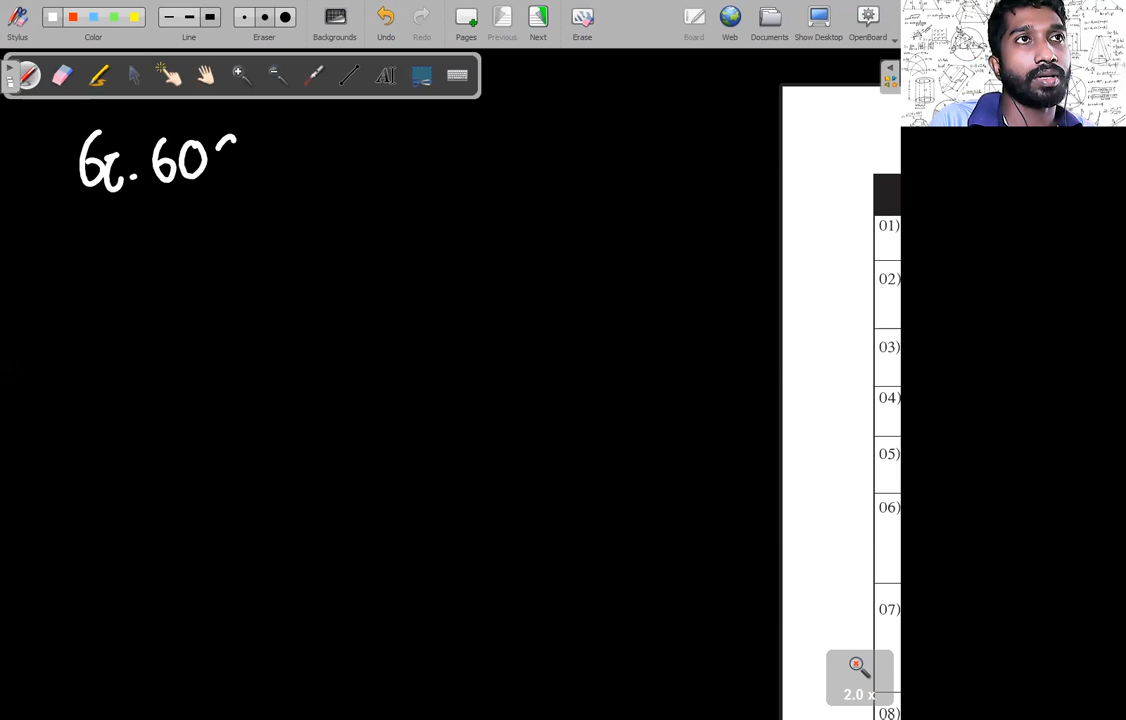 Stylus
Color
Line
Eraser
Backgrounds
Undo
Redo
Pages
Previous
Next
Erase
Board
Web
Documents
Show Desktop
OpenBoard
රු. 60
01)
02)
03)
04)
05)
06)
07)
08)
2.0 x